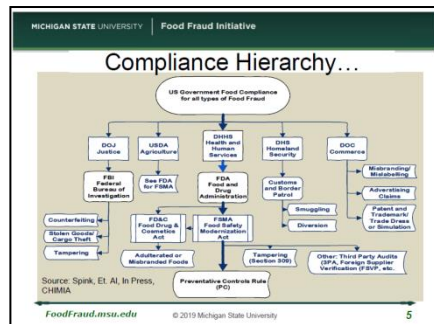 MICHIGAN STATE UNIVERSITY | Food Fraud Initiative
Compliance Hierarchy…
US Government Food Compliance
for all types of Food Fraud
DOJ
Justice
USDA
Agriculture
DHHS
Health and
Human
Services
DHS
Homeland
Security
DOC
Commerce
FBI
Federal
Bureau of
Investigation
See FDA
for FSMA
FDA
Food and
Drug
Administration
Customs
and Border
Patrol
Misbranding/
Mislabelling
Adverstising
Claims
Patent and
Trademark/
Trade Dress
or Simulation
Counterfeiting
Stolen Goods/
Cargo Theft
Tampering
Smuggling
Diversion
FD&C
Food Drug &
Cosmetics
Act
FSMA
Food Safety
Modernization
Act
Adulterated or
Misbranded Foods
Tampering
(Section 309)
Other: Third Party Audits
(3PA, Foreign Supplier
Verification (FSVP, etc.
Preventative Controls Rule
(PC)
Source: Spink, Et. Al, In Press,
CHIMIA
FoodFraud.msu.edu
© 2019 Michigan State University
5